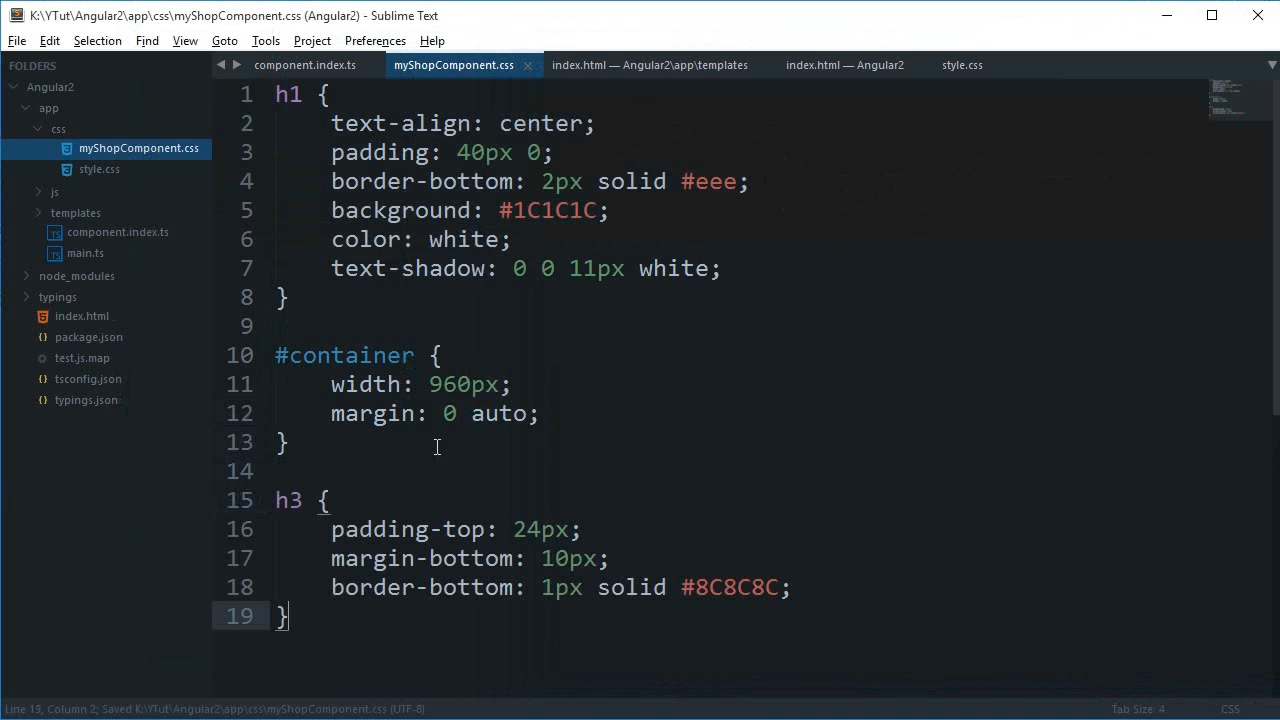 K:\YTut\Angular2\app\css\myShopComponent.css (Angular2) - Sublime Text
File Edit Selection Find View Goto Tools Project Preferences Help
FOLDERS
Angular2
app
css
myShopComponent.css
style.css
js
templates
component.index.ts
main.ts
node_modules
typings
index.html
package.json
test.js.map
tsconfig.json
typings.json
component.index.ts myShopComponent.css index.html — Angular2\app\templates index.html — Angular2 style.css
1 h1 {
2     text-align: center;
3     padding: 40px 0;
4     border-bottom: 2px solid #eee;
5     background: #1C1C1C;
6     color: white;
7     text-shadow: 0 0 11px white;
8 }
9
10 #container {
11     width: 960px;
12     margin: 0 auto;
13 }
14
15 h3 {
16     padding-top: 24px;
17     margin-bottom: 10px;
18     border-bottom: 1px solid #8C8C8C;
19 }
Line 19, Column 2; Saved K:\YTut\Angular2\app\css\myShopComponent.css (UTF-8) Tab Size: 4 CSS